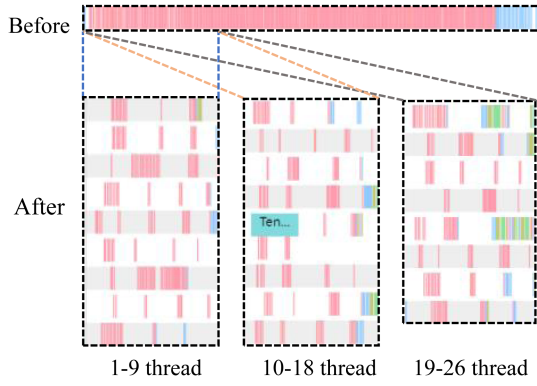 Before
After
Ten...
1-9 thread
10-18 thread
19-26 thread